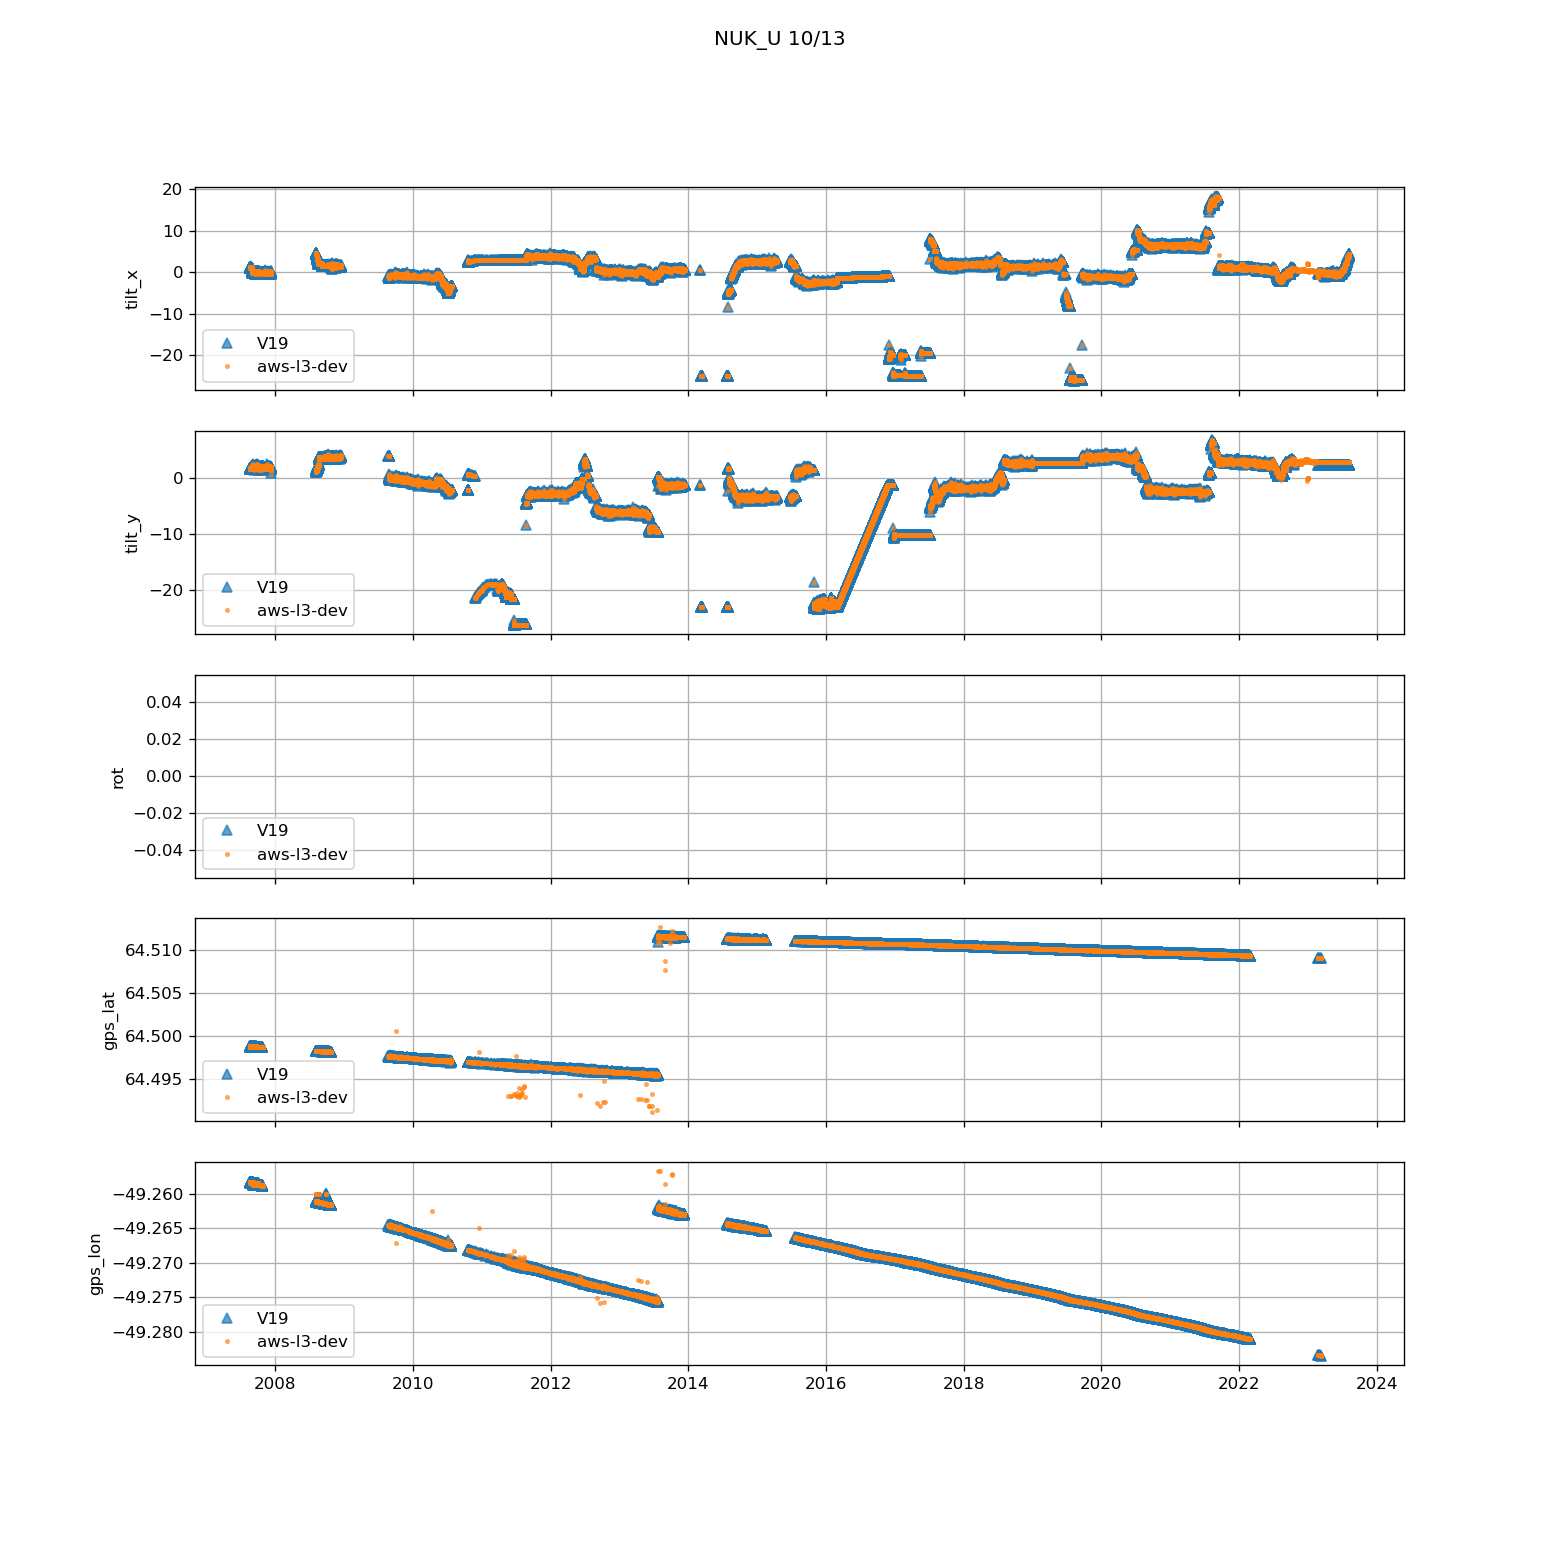 NUK_U 10/13
20
10
0
−10
−20
tilt_x
V19
aws-l3-dev
0
−10
−20
tilt_y
V19
aws-l3-dev
0.04
0.02
0.00
−0.02
−0.04
rot
V19
aws-l3-dev
64.510
64.505
64.500
64.495
gps_lat
V19
aws-l3-dev
−49.260
−49.265
−49.270
−49.275
−49.280
gps_lon
V19
aws-l3-dev
2008 2010 2012 2014 2016 2018 2020 2022 2024